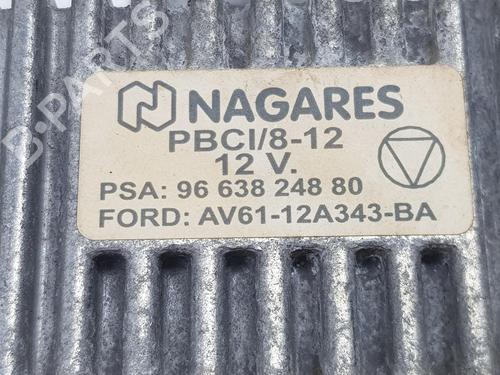 B-PARTS
NAGARES
PBCI/8-12
12 V.
PSA: 96 638 248 80
FORD: AV61-12A343-BA